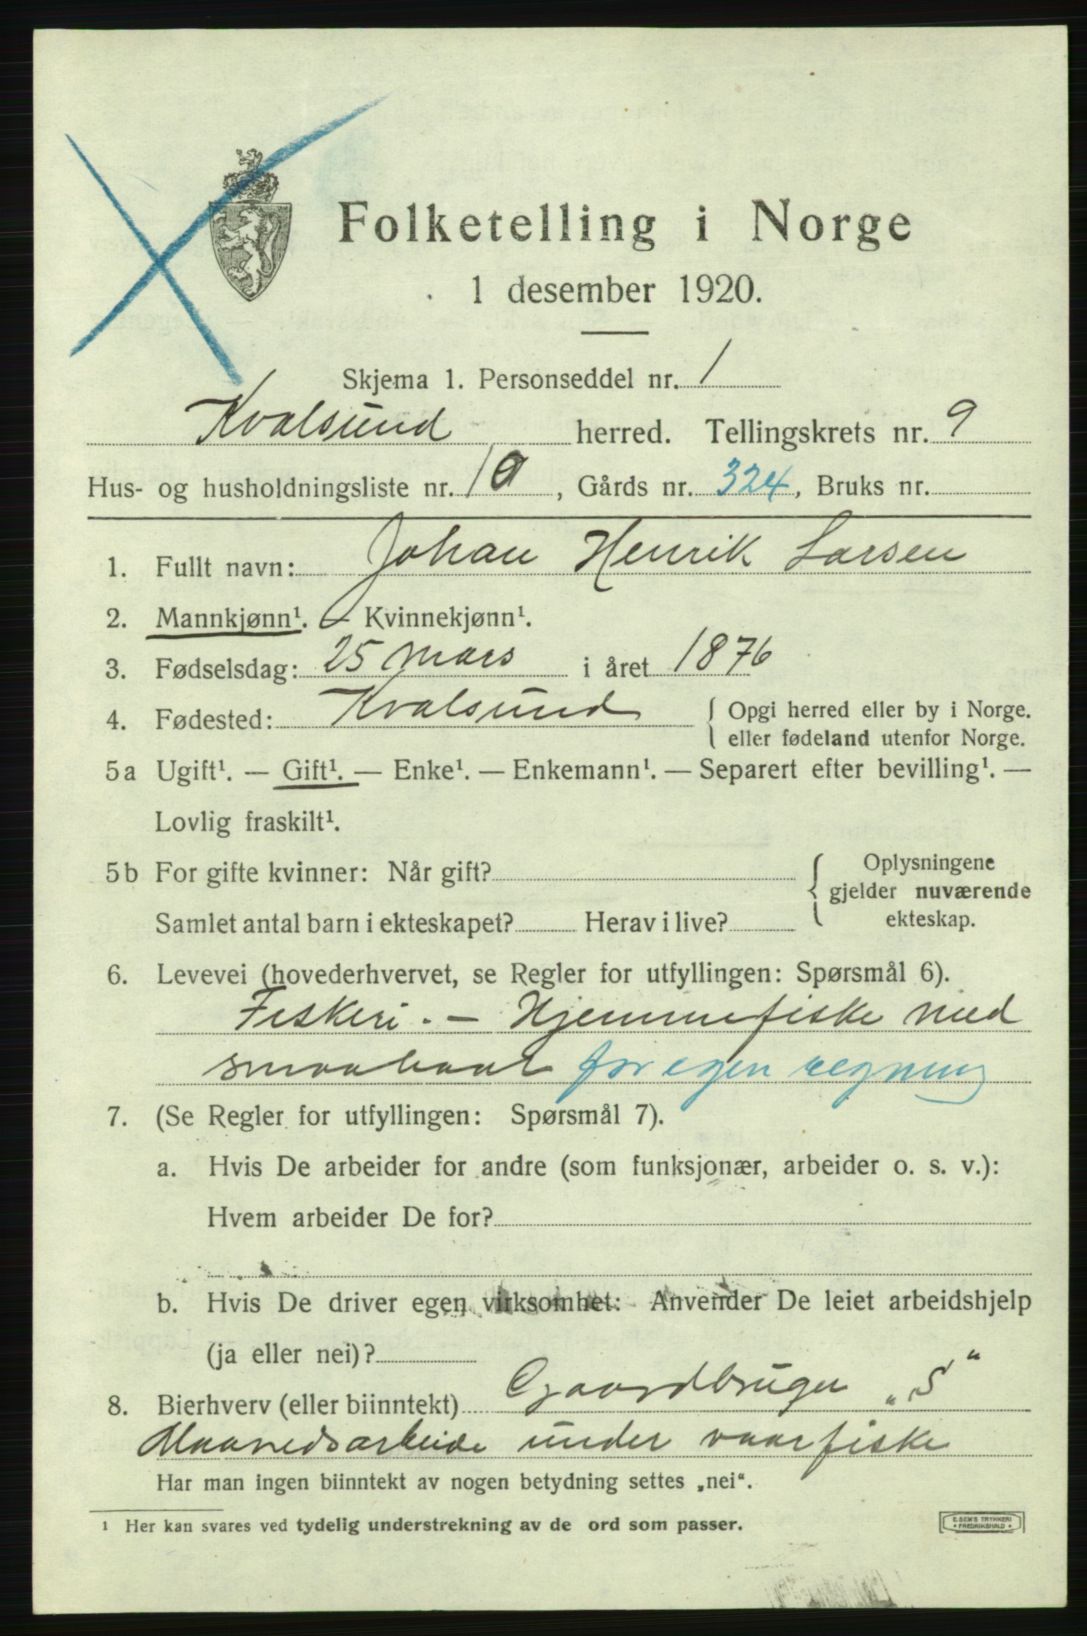 Folketelling i Norge
1 desember 1920.
Skjema 1. Personseddel nr. 1
Kvalsund herred. Tellingskrets nr. 9
Hus- og husholdningsliste nr. 10, Gårds nr. 324, Bruks nr.
1. Fullt navn: Johan Henrik Larsen
2. Mannkjønn¹. — Kvinnekjønn¹.
3. Fødselsdag: 25 mars i året 1876
4. Fødested: Kvalsund { Opgi herred eller by i Norge.
eller fødeland utenfor Norge.
5a Ugift¹. — Gift¹. — Enke¹. — Enkemann¹. — Separert efter bevilling¹. —
Lovlig fraskilt¹.
5b For gifte kvinner: Når gift? { Oplysningene
gjelder nuværende
ekteskap.
Samlet antal barn i ekteskapet? Herav i live?
6. Levevei (hovederhvervet, se Regler for utfyllingen: Spørsmål 6).
Fiskeri. — Hjemmefiske med
smaabaat for egen regning
7. (Se Regler for utfyllingen: Spørsmål 7).
a. Hvis De arbeider for andre (som funksjonær, arbeider o. s. v.):
Hvem arbeider De for?
b. Hvis De driver egen virksomhet: Anvender De leiet arbeidshjelp
(ja eller nei)?
8. Bierhverv (eller biinntekt) Gaardbruger „S“
Maanedsarbeide under vaarfiske
Har man ingen biinntekt av nogen betydning settes „nei“.
¹ Her kan svares ved tydelig understrekning av de ord som passer.
E. SEMS TRYKKERI
• FREDRIKSHALD •